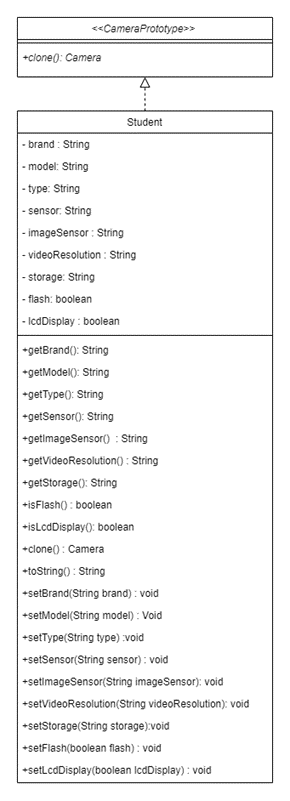 <<CameraPrototype>>
+clone(): Camera
Student
- brand : String
- model: String
- type: String
- sensor: String
- imageSensor : String
- videoResolution : String
- storage: String
- flash: boolean
- lcdDisplay : boolean
+getBrand(): String
+getModel(): String
+getType(): String
+getSensor(): String
+getImageSensor() : String
+getVideoResolution() : String
+getStorage(): String
+isFlash() : boolean
+isLcdDisplay(): boolean
+clone() : Camera
+toString() : String
+setBrand(String brand) : void
+setModel(String model) : Void
+setType(String type) :void
+setSensor(String sensor) : void
+setImageSensor(String imageSensor): void
+setVideoResolution(String videoResolution): void
+setStorage(String storage):void
+setFlash(boolean flash) : void
+setLcdDisplay(boolean lcdDisplay) : void